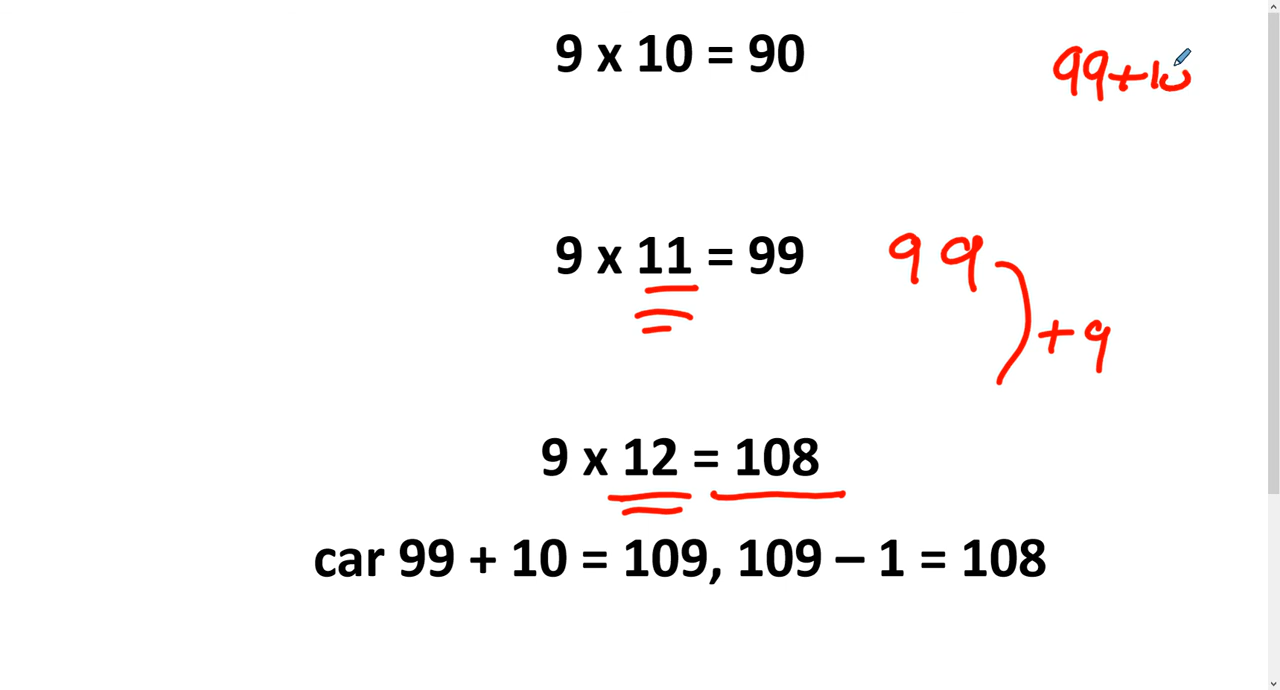 9 x 10 = 90
99+10
9 x 11 = 99
99
+9
9 x 12 = 108
car 99 + 10 = 109, 109 – 1 = 108